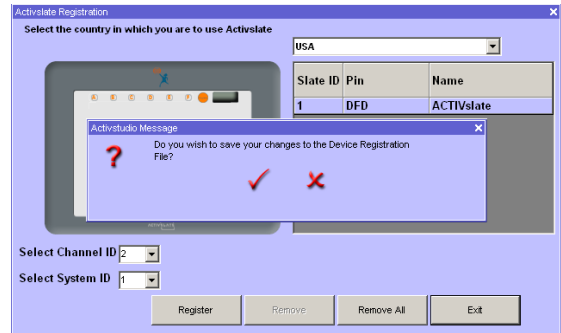 Activslate Registration
Select the country in which you are to use Activslate
USA
Slate ID Pin Name
1 DFD ACTIVslate
Activstudio Message
Do you wish to save your changes to the Device Registration
File?
Select Channel ID 2
Select System ID 1
Register Remove Remove All Exit